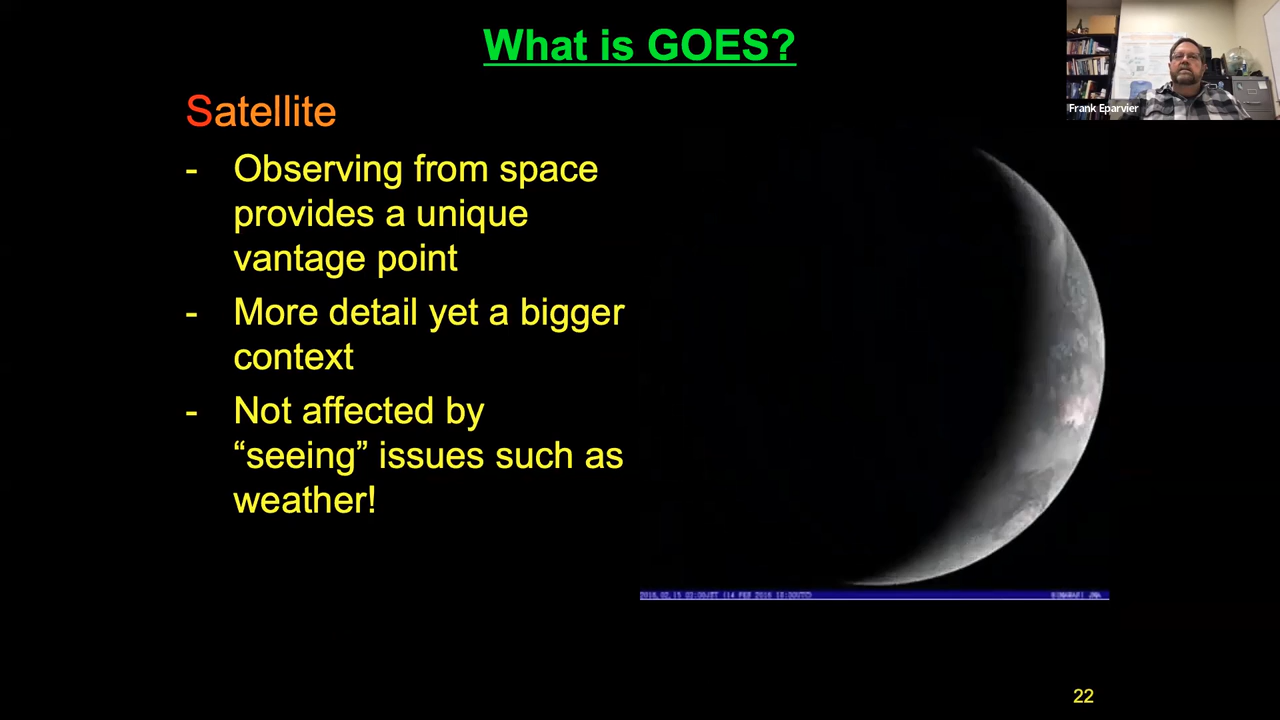 What is GOES?
Frank Eparvier
Satellite
- Observing from space
provides a unique
vantage point
- More detail yet a bigger
context
- Not affected by
“seeing” issues such as
weather!
22